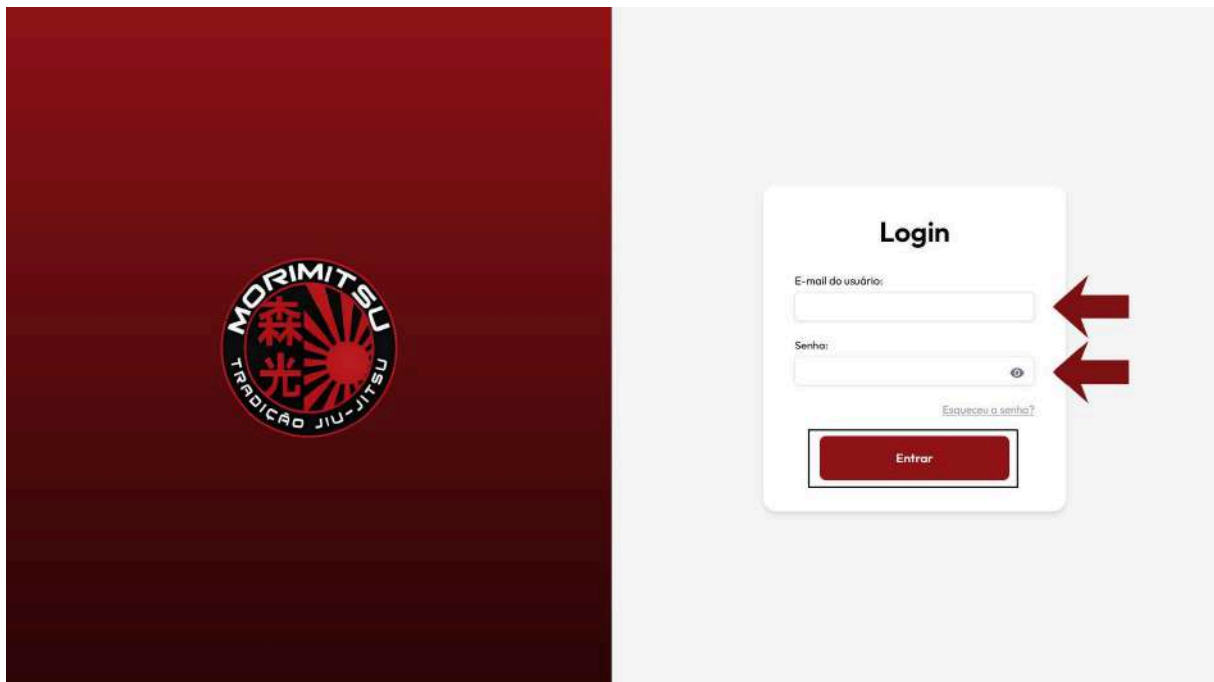 MORIMITSU
森光
TRADIÇÃO JIU-JITSU
Login
E-mail do usuário:
Senha:
Esqueceu a senha?
Entrar